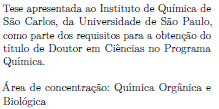 Tese apresentada ao Instituto de Química de
São Carlos, da Universidade de São Paulo,
como parte dos requisitos para a obtenção do
título de Doutor em Ciências no Programa
Química.
Área de concentração: Química Orgânica e
Biológica